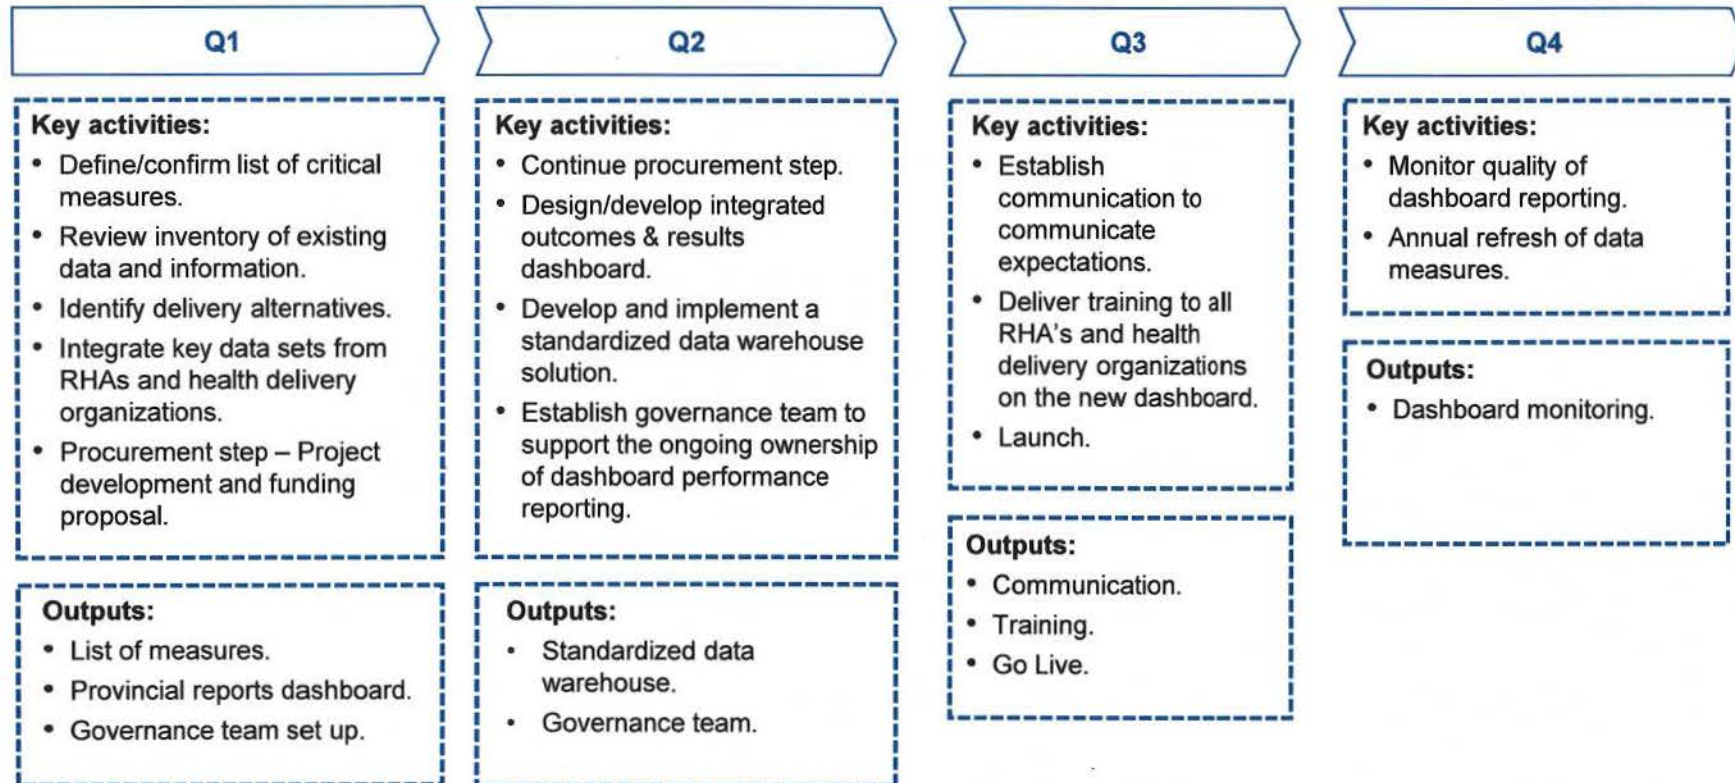 Q1
Key activities:
• Define/confirm list of critical
measures.
• Review inventory of existing
data and information.
• Identify delivery alternatives.
• Integrate key data sets from
RHAs and health delivery
organizations.
• Procurement step – Project
development and funding
proposal.
Outputs:
• List of measures.
• Provincial reports dashboard.
• Governance team set up.
Q2
Key activities:
• Continue procurement step.
• Design/develop integrated
outcomes & results
dashboard.
• Develop and implement a
standardized data warehouse
solution.
• Establish governance team to
support the ongoing ownership
of dashboard performance
reporting.
Outputs:
• Standardized data
warehouse.
• Governance team.
Q3
Key activities:
• Establish
communication to
communicate
expectations.
• Deliver training to all
RHA's and health
delivery organizations
on the new dashboard.
• Launch.
Outputs:
• Communication.
• Training.
• Go Live.
Q4
Key activities:
• Monitor quality of
dashboard reporting.
• Annual refresh of data
measures.
Outputs:
• Dashboard monitoring.